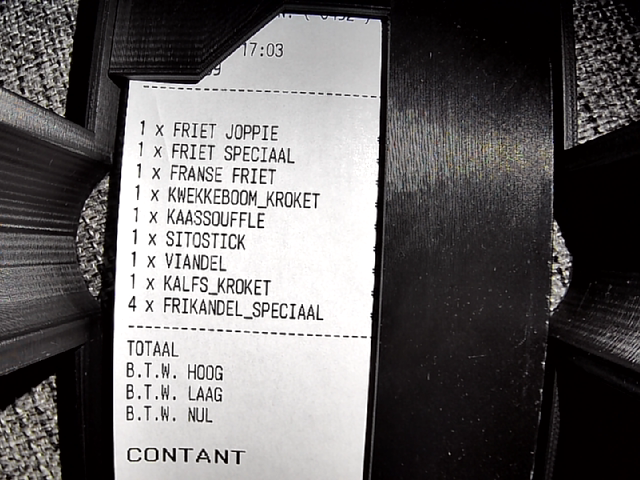 17:03
1 x FRIET JOPPIE
1 x FRIET SPECIAAL
1 x FRANSE FRIET
1 x KWEKKEBOOM_KROKET
1 x KAASSOUFFLE
1 x SITOSTICK
1 x VIANDEL
1 x KALFS_KROKET
4 x FRIKANDEL_SPECIAAL
TOTAAL
B.T.W. HOOG
B.T.W. LAAG
B.T.W. NUL
CONTANT